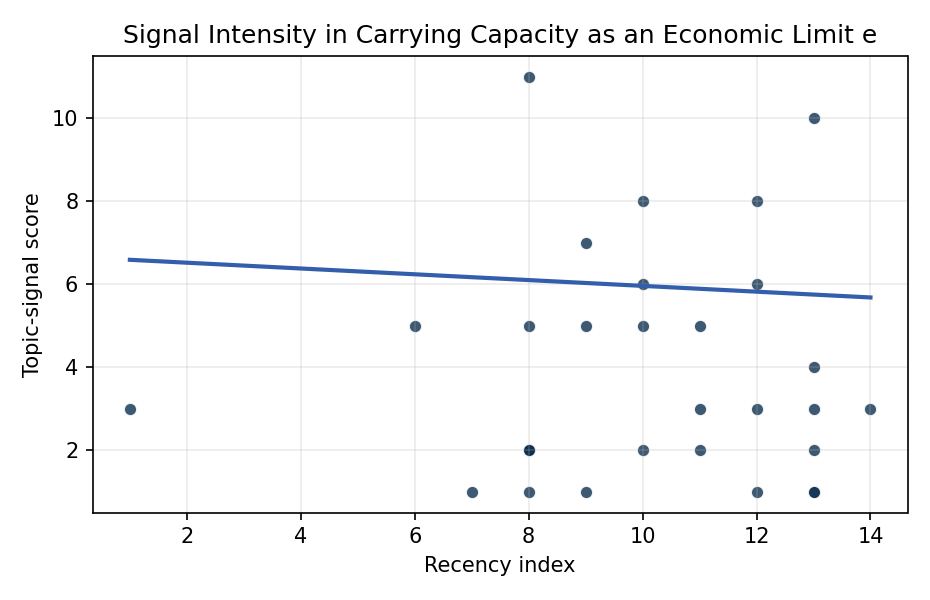 Signal Intensity in Carrying Capacity as an Economic Limit e
Topic-signal score
10
8
6
4
2
2 4 6 8 10 12 14
Recency index